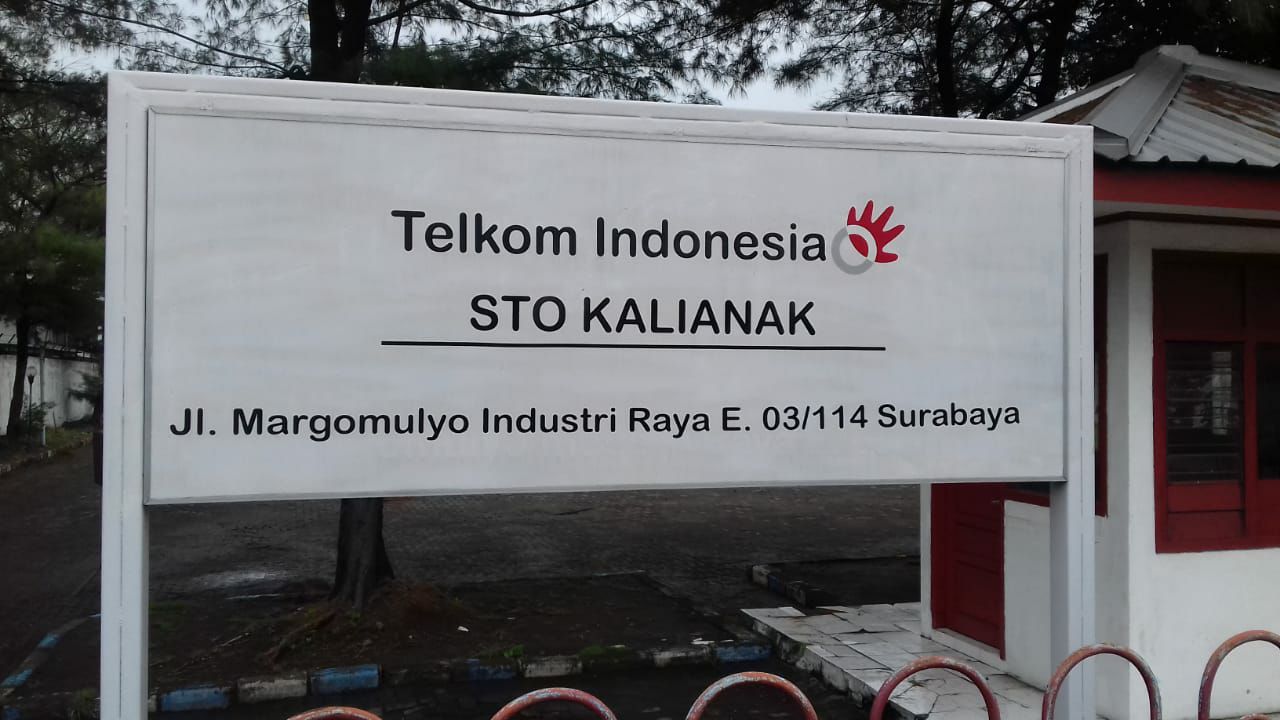 Telkom Indonesia
STO KALIANAK
Jl. Margomulyo Industri Raya E. 03/114 Surabaya